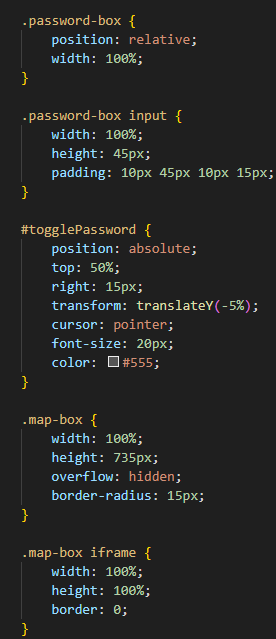 .password-box {
    position: relative;
    width: 100%;
}

.password-box input {
    width: 100%;
    height: 45px;
    padding: 10px 45px 10px 15px;
}

#togglePassword {
    position: absolute;
    top: 50%;
    right: 15px;
    transform: translateY(-5%);
    cursor: pointer;
    font-size: 20px;
    color: #555;
}

.map-box {
    width: 100%;
    height: 735px;
    overflow: hidden;
    border-radius: 15px;
}

.map-box iframe {
    width: 100%;
    height: 100%;
    border: 0;
}